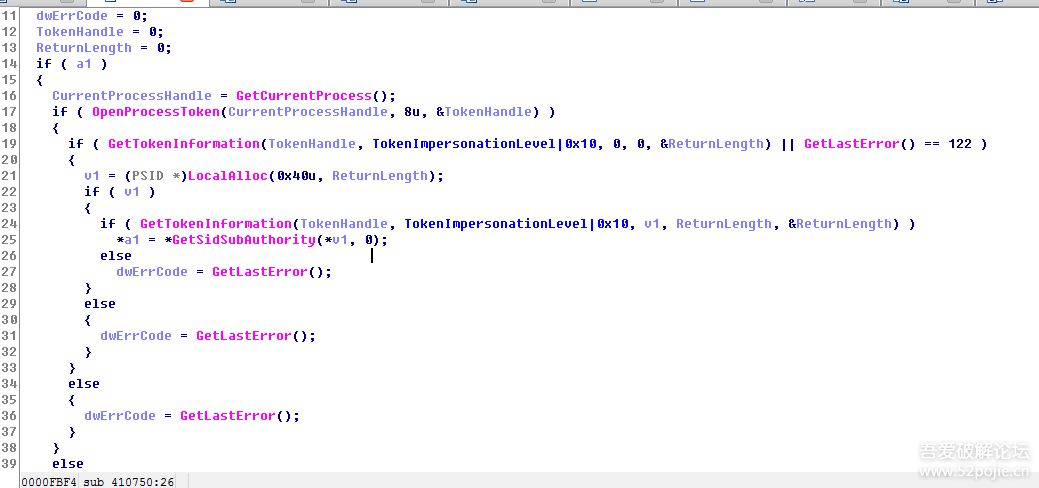 11 dwErrCode = 0;
12 TokenHandle = 0;
13 ReturnLength = 0;
14 if ( a1 )
15 {
16 CurrentProcessHandle = GetCurrentProcess();
17 if ( OpenProcessToken(CurrentProcessHandle, 8u, &TokenHandle) )
18 {
19 if ( GetTokenInformation(TokenHandle, TokenImpersonationLevel|0x10, 0, 0, &ReturnLength) || GetLastError() == 122 )
20 {
21 v1 = (PSID *)LocalAlloc(0x40u, ReturnLength);
22 if ( v1 )
23 {
24 if ( GetTokenInformation(TokenHandle, TokenImpersonationLevel|0x10, v1, ReturnLength, &ReturnLength) )
25 *a1 = *GetSidSubAuthority(*v1, 0);
26 else
27 dwErrCode = GetLastError();
28 }
29 else
30 {
31 dwErrCode = GetLastError();
32 }
33 }
34 else
35 {
36 dwErrCode = GetLastError();
37 }
38 }
39 else
吾爱破解论坛
www.52pojie.cn
0000FBF4 sub_410750:26